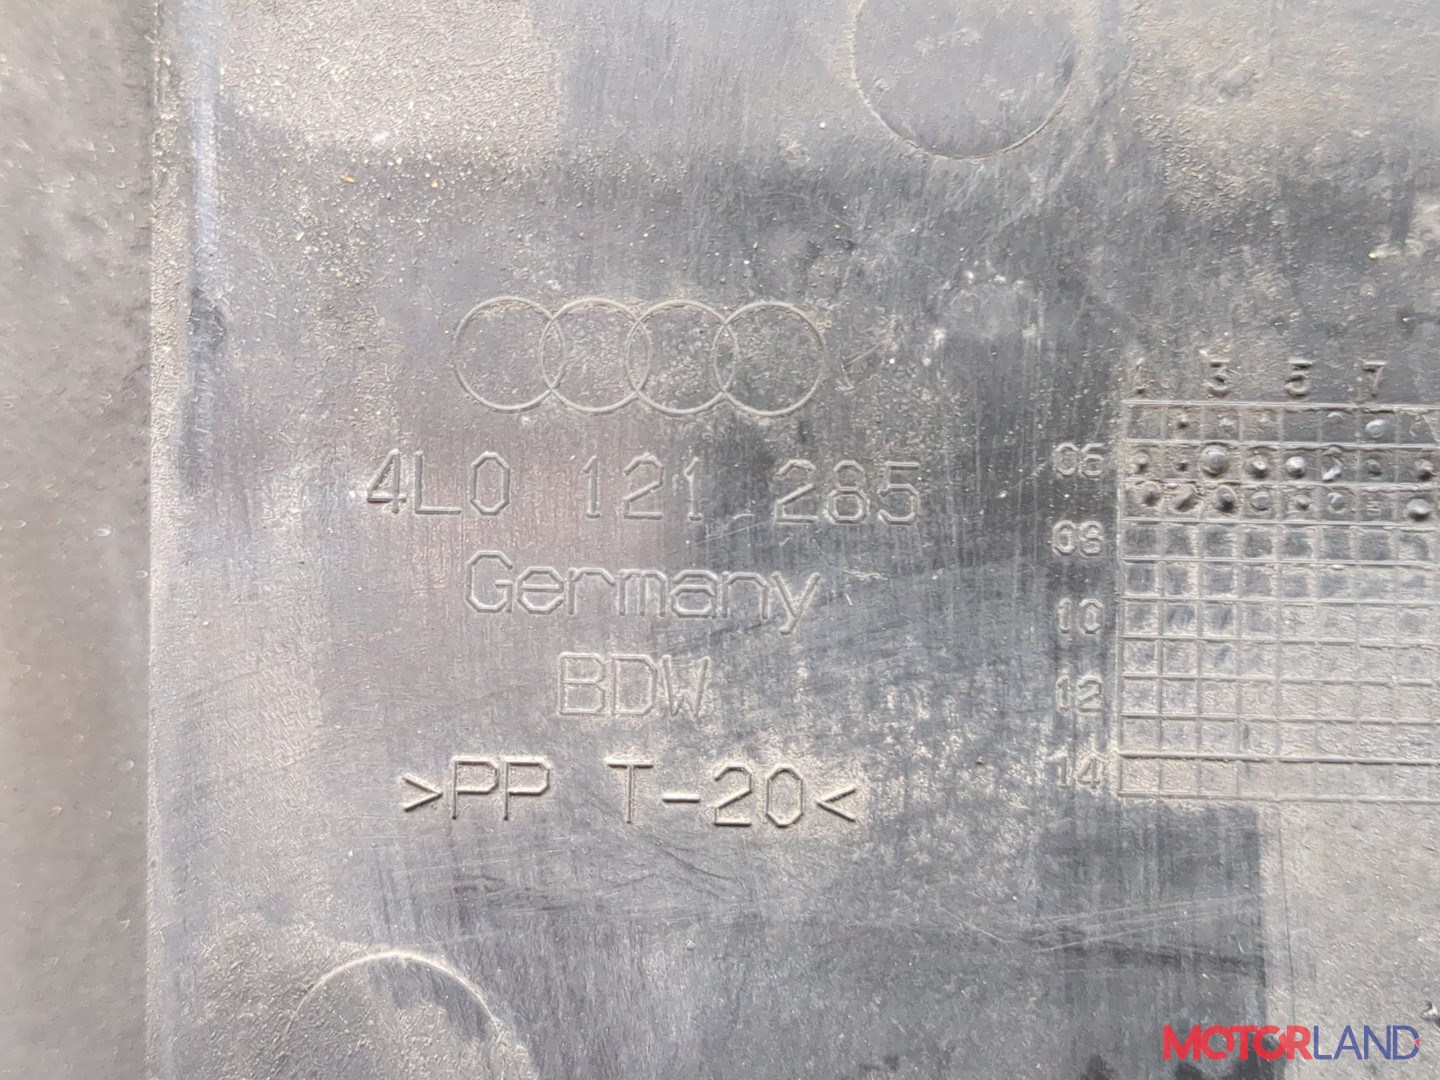 1 3 5 7
4L0 121 285
06
08
Germany
10
BDW
12
>PP T-20<
14
MOTORLAND